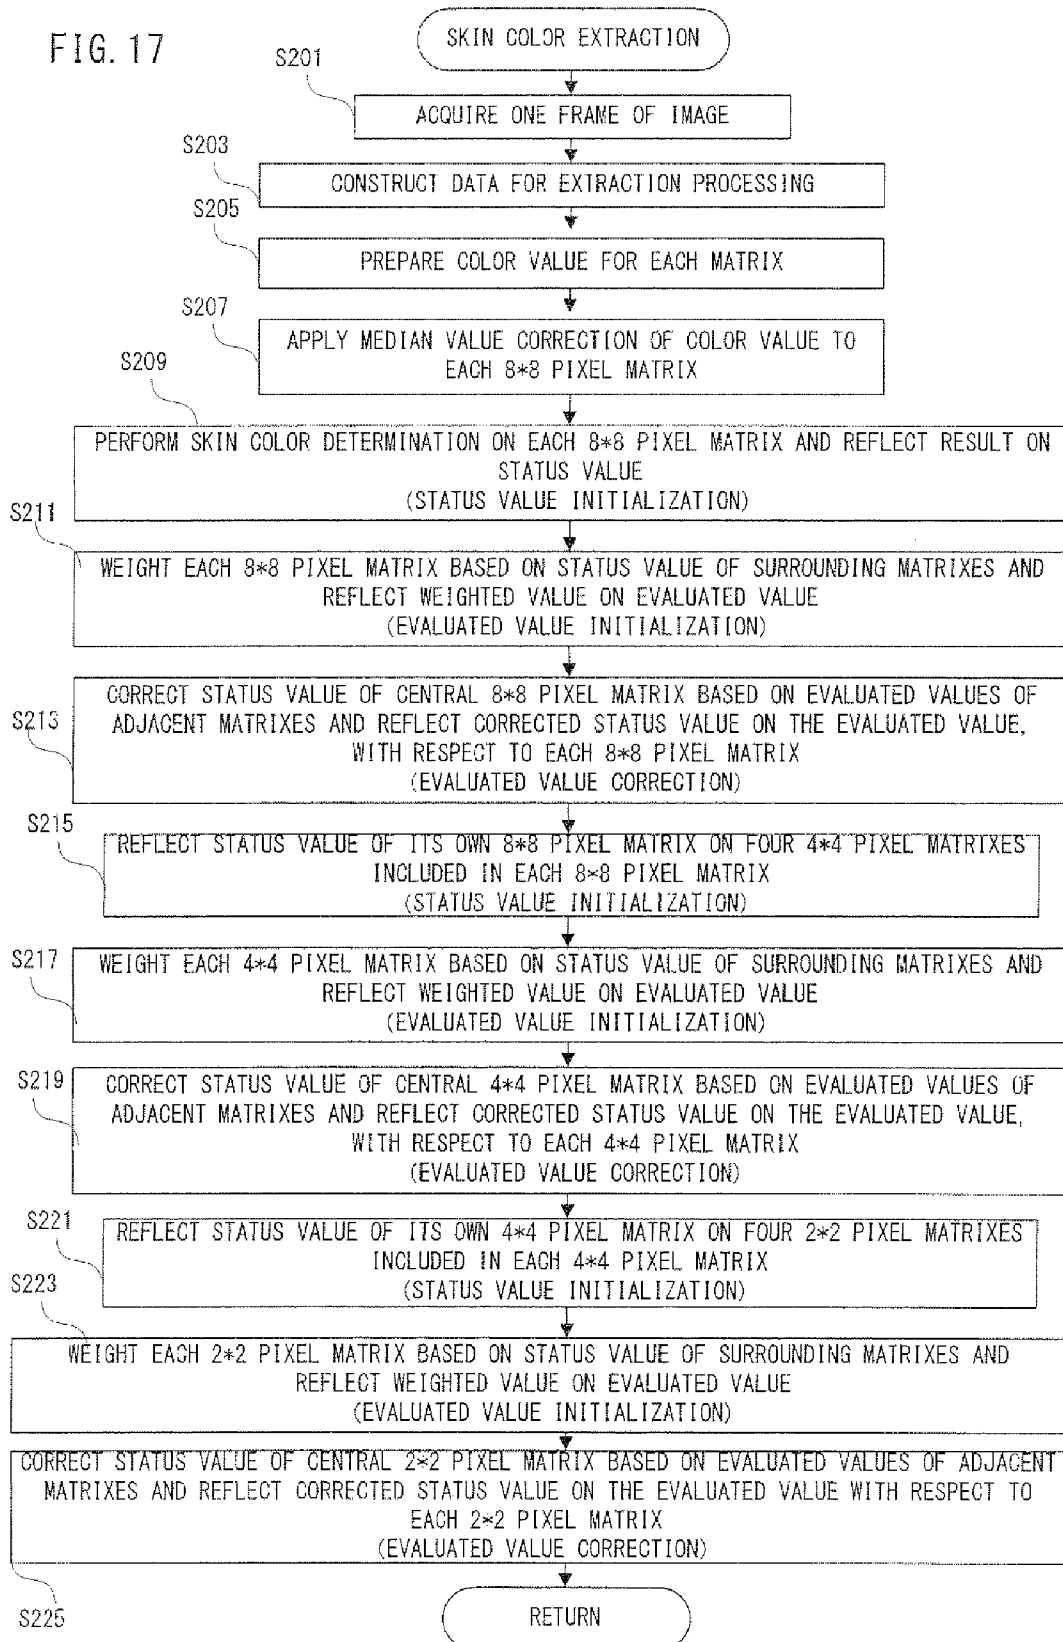 FIG. 17
SKIN COLOR EXTRACTION
S201
ACQUIRE ONE FRAME OF IMAGE
S203
CONSTRUCT DATA FOR EXTRACTION PROCESSING
S205
PREPARE COLOR VALUE FOR EACH MATRIX
S207
APPLY MEDIAN VALUE CORRECTION OF COLOR VALUE TO
EACH 8*8 PIXEL MATRIX
S209
PERFORM SKIN COLOR DETERMINATION ON EACH 8*8 PIXEL MATRIX AND REFLECT RESULT ON
STATUS VALUE
(STATUS VALUE INITIALIZATION)
S211
WEIGHT EACH 8*8 PIXEL MATRIX BASED ON STATUS VALUE OF SURROUNDING MATRIXES AND
REFLECT WEIGHTED VALUE ON EVALUATED VALUE
(EVALUATED VALUE INITIALIZATION)
S213
CORRECT STATUS VALUE OF CENTRAL 8*8 PIXEL MATRIX BASED ON EVALUATED VALUES OF
ADJACENT MATRIXES AND REFLECT CORRECTED STATUS VALUE ON THE EVALUATED VALUE,
WITH RESPECT TO EACH 8*8 PIXEL MATRIX
(EVALUATED VALUE CORRECTION)
S215
REFLECT STATUS VALUE OF ITS OWN 8*8 PIXEL MATRIX ON FOUR 4*4 PIXEL MATRIXES
INCLUDED IN EACH 8*8 PIXEL MATRIX
(STATUS VALUE INITIALIZATION)
S217
WEIGHT EACH 4*4 PIXEL MATRIX BASED ON STATUS VALUE OF SURROUNDING MATRIXES AND
REFLECT WEIGHTED VALUE ON EVALUATED VALUE
(EVALUATED VALUE INITIALIZATION)
S219
CORRECT STATUS VALUE OF CENTRAL 4*4 PIXEL MATRIX BASED ON EVALUATED VALUES OF
ADJACENT MATRIXES AND REFLECT CORRECTED STATUS VALUE ON THE EVALUATED VALUE,
WITH RESPECT TO EACH 4*4 PIXEL MATRIX
(EVALUATED VALUE CORRECTION)
S221
REFLECT STATUS VALUE OF ITS OWN 4*4 PIXEL MATRIX ON FOUR 2*2 PIXEL MATRIXES
INCLUDED IN EACH 4*4 PIXEL MATRIX
(STATUS VALUE INITIALIZATION)
S223
WEIGHT EACH 2*2 PIXEL MATRIX BASED ON STATUS VALUE OF SURROUNDING MATRIXES AND
REFLECT WEIGHTED VALUE ON EVALUATED VALUE
(EVALUATED VALUE INITIALIZATION)
CORRECT STATUS VALUE OF CENTRAL 2*2 PIXEL MATRIX BASED ON EVALUATED VALUES OF ADJACENT
MATRIXES AND REFLECT CORRECTED STATUS VALUE ON THE EVALUATED VALUE WITH RESPECT TO
EACH 2*2 PIXEL MATRIX
(EVALUATED VALUE CORRECTION)
S225
RETURN